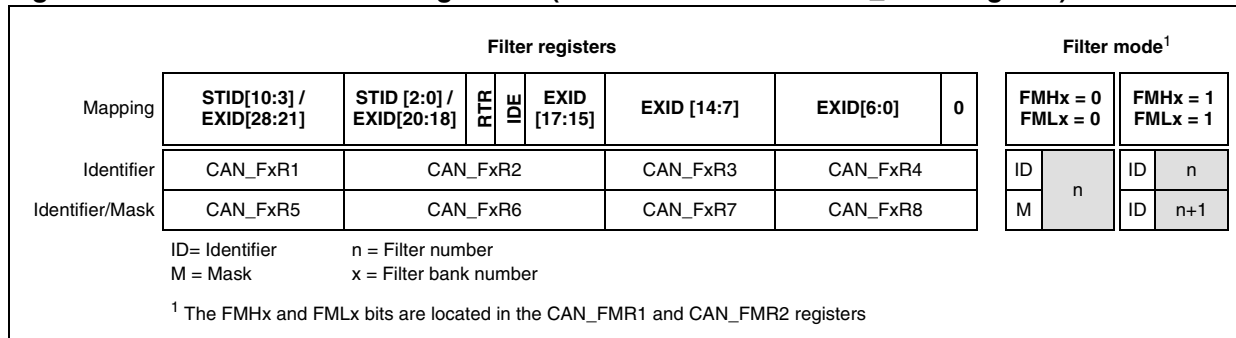 Filter registers Filter mode1
Mapping STID[10:3] / EXID[28:21] STID [2:0] / EXID[20:18] RTR IDE EXID [17:15] EXID [14:7] EXID[6:0] 0 FMHx = 0 FMLx = 0 FMHx = 1 FMLx = 1
Identifier CAN_FxR1 CAN_FxR2 CAN_FxR3 CAN_FxR4 ID n ID n
Identifier/Mask CAN_FxR5 CAN_FxR6 CAN_FxR7 CAN_FxR8 M ID n+1
ID= Identifier n = Filter number
M = Mask x = Filter bank number
1 The FMHx and FMLx bits are located in the CAN_FMR1 and CAN_FMR2 registers